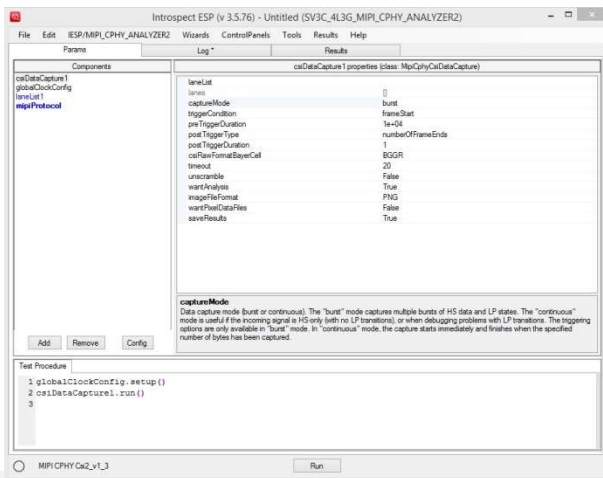 Introspect ESP (v 3.5.76) - Untitled (SV3C_4L3G_MIPI_CPHY_ANALYZER2)
File Edit IESP/MIPI_CPHY_ANALYZER2 Wizards ControlPanels Tools Results Help
Params Log * Results
Components
csiDataCapture1 properties (class: MipiCphyCsiDataCapture)
csiDataCapture1
globalClockConfig
laneList1
mipiProtocol
laneList
lanes []
captureMode burst
triggerCondition frameStart
preTriggerDuration 1e+04
postTriggerType numberOfFrameEnds
postTriggerDuration 1
csiRawFormatBayerCell BGGR
timeout 20
unscramble False
wantAnalysis True
imageFileFormat PNG
wantPixelDataFiles False
saveResults True
captureMode
Data capture mode (burst or continuous). The "burst" mode captures multiple bursts of HS data and LP states. The "continuous"
mode is useful if the incoming signal is HS-only (with no LP transitions), or when debugging problems with LP transitions. The triggering
options are only available in "burst" mode. In "continuous" mode, the capture starts immediately and finishes when the specified
number of bytes has been captured.
Add Remove Config
Test Procedure
1 globalClockConfig.setup()
2 csiDataCapture1.run()
3
MIPI CPHY Csi2_v1_3
Run